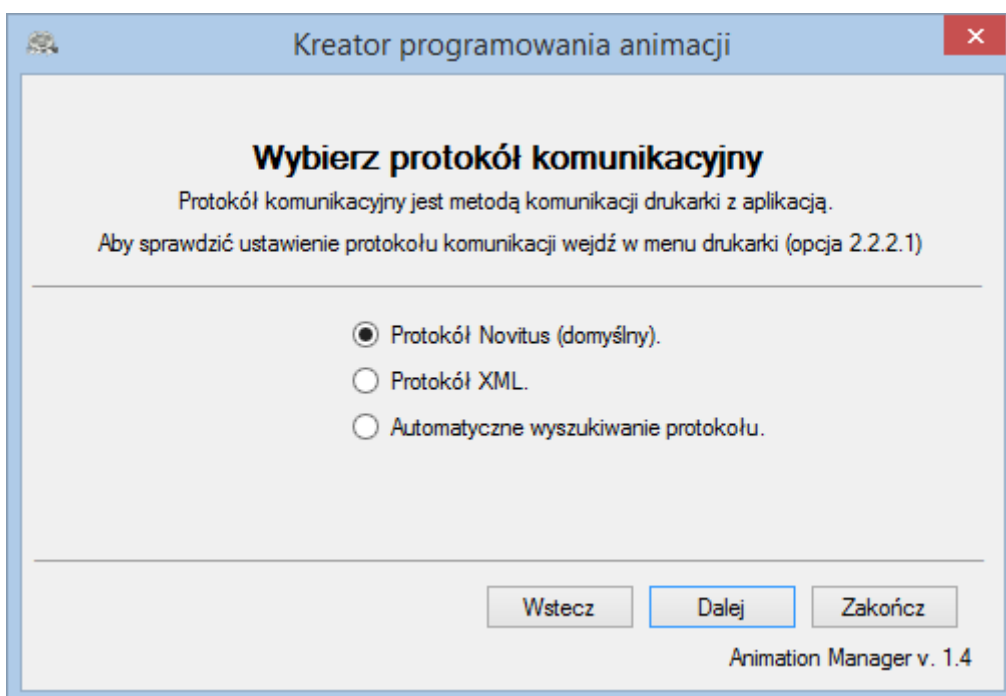 Kreator programowania animacji
Wybierz protokół komunikacyjny
Protokół komunikacyjny jest metodą komunikacji drukarki z aplikacją.
Aby sprawdzić ustawienie protokołu komunikacji wejdź w menu drukarki (opcja 2.2.2.1)
Protokół Novitus (domyślny).
Protokół XML.
Automatyczne wyszukiwanie protokołu.
Wstecz Dalej Zakończ
Animation Manager v. 1.4